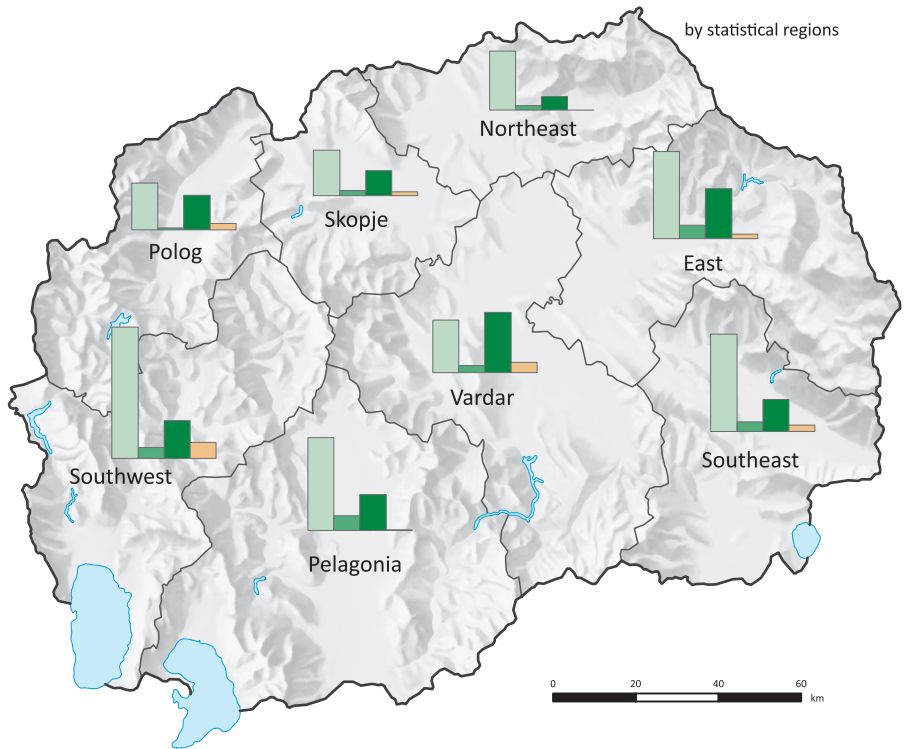 by statistical regions
Northeast
Skopje
Polog
East
Vardar
Southwest
Southeast
Pelagonia
0 20 40 60
km